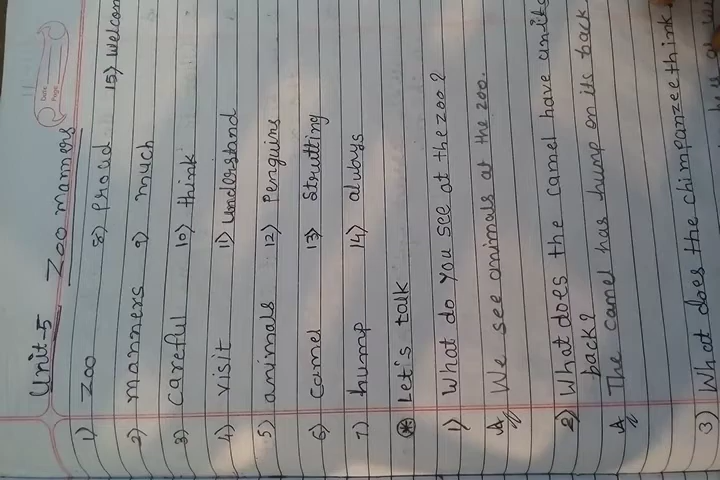 Date
Page
Unit-5 Zoo manners
1) Zoo 8) Proud 15) Welcom
2) manners 9) much
3) careful 10) think
4) visit 11) Understand
5) animals 12) Penguins
6) Camel 13) Strutting
7) hump 14) always
Let's talk
1) What do you see at the zoo?
A We see animals at the zoo.
2) What does the camel have on its
back?
A The camel has hump on its back
3) What does the chimpanzee think